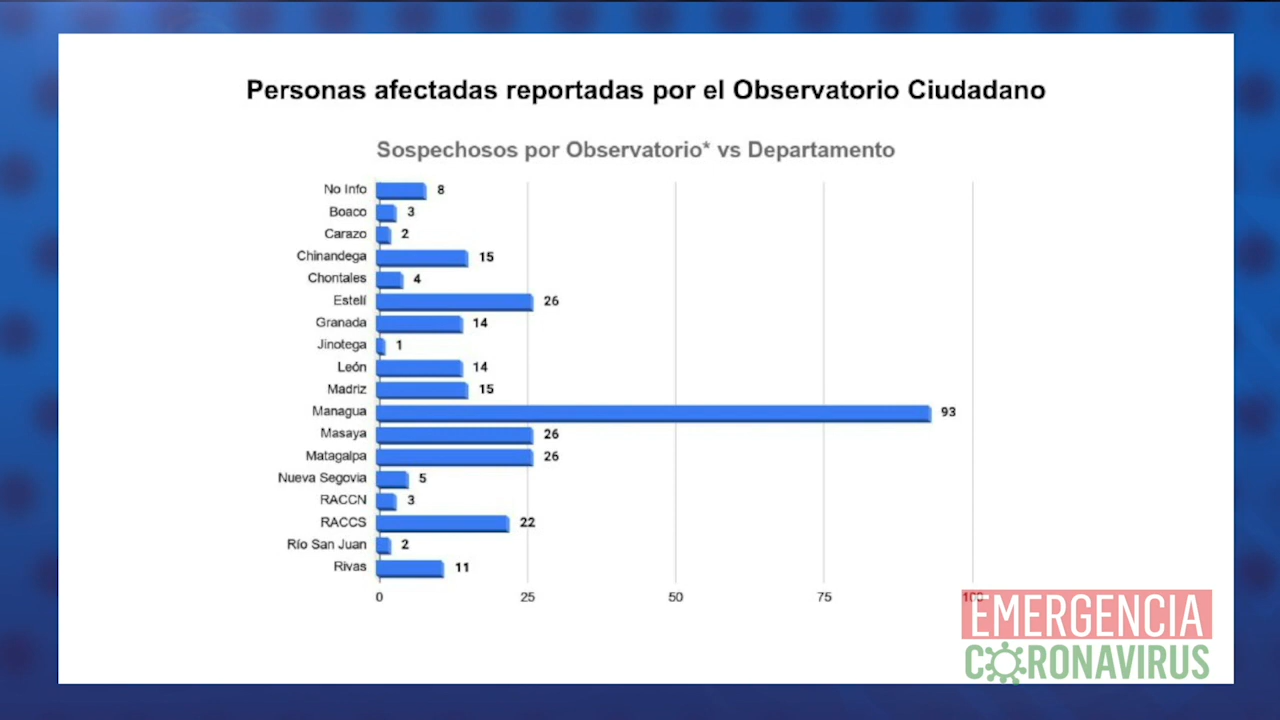 Personas afectadas reportadas por el Observatorio Ciudadano
Sospechosos por Observatorio* vs Departamento
No Info 8
Boaco 3
Carazo 2
Chinandega 15
Chontales 4
Estelí 26
Granada 14
Jinotega 1
León 14
Madriz 15
Managua 93
Masaya 26
Matagalpa 26
Nueva Segovia 5
RACCN 3
RACCS 22
Río San Juan 2
Rivas 11
0 25 50 75 100
EMERGENCIA
CORONAVIRUS